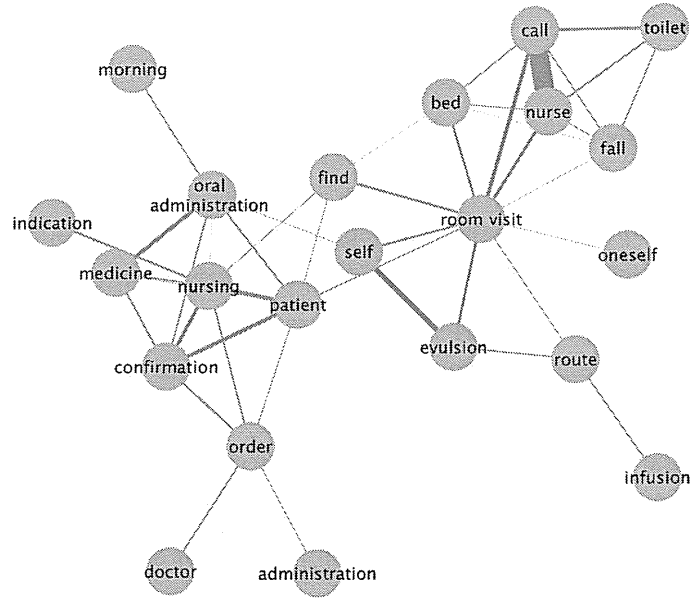 call
toilet
morning
bed
nurse
fall
find
oral
administration
indication
room visit
self
oneself
medicine
nursing
patient
evulsion
route
confirmation
order
infusion
doctor
administration